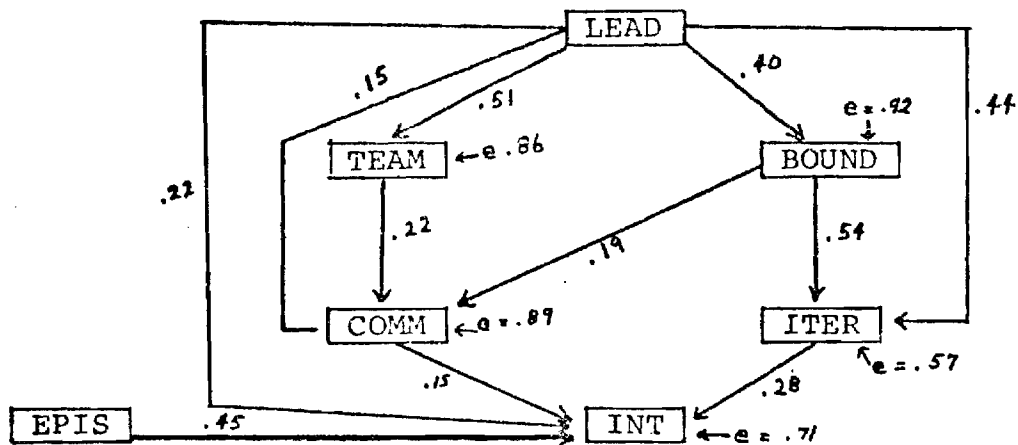 LEAD
.15
.51
.40
.44
e = .92
TEAM
e .86
BOUND
.22
.22
.19
.54
COMM
e = .89
ITER
e = .57
.15
.28
EPIS
.45
INT
e = .71